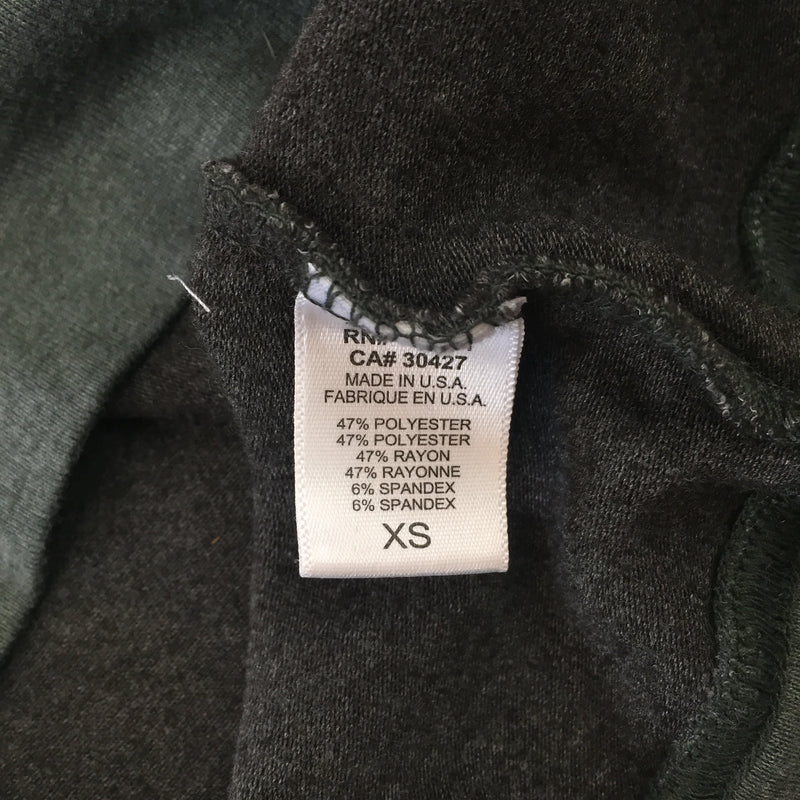 RN#
CA# 30427
MADE IN U.S.A.
FABRIQUE EN U.S.A.
47% POLYESTER
47% POLYESTER
47% RAYON
47% RAYONNE
6% SPANDEX
6% SPANDEX
XS